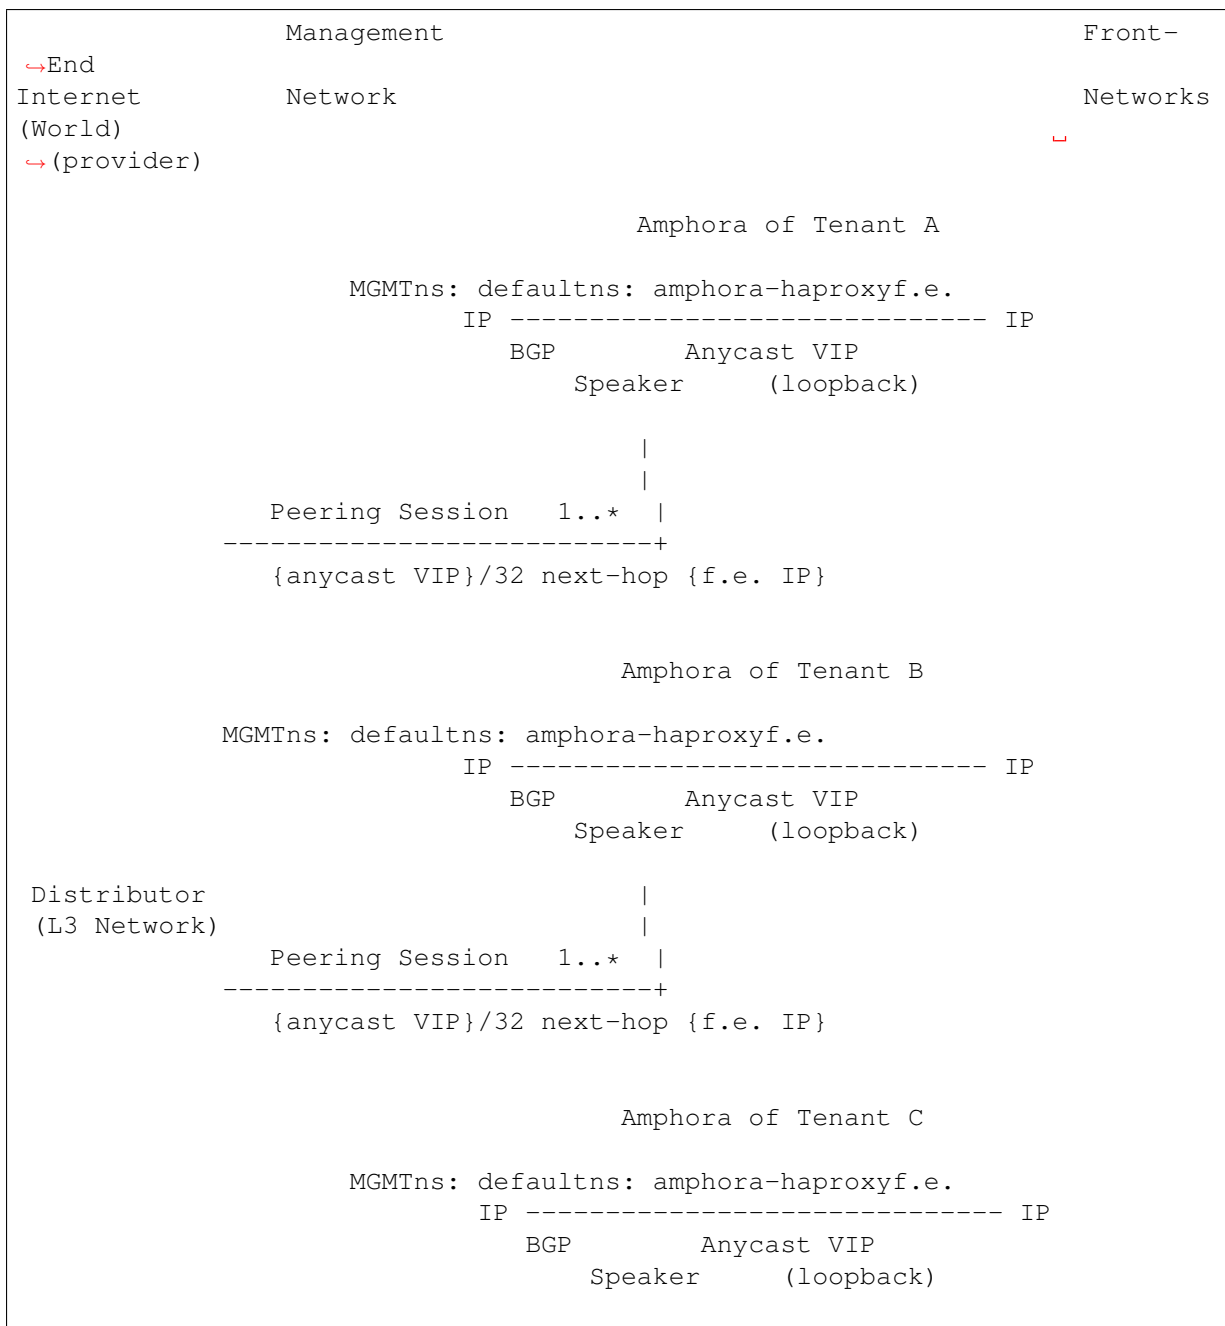 Management Front-
↪End
Internet Network Networks
(World) ␣
↪(provider)
Amphora of Tenant A
MGMTns: defaultns: amphora-haproxyf.e.
IP ------------------------------ IP
BGP Anycast VIP
Speaker (loopback)
|
|
Peering Session 1..* |
---------------------------+
{anycast VIP}/32 next-hop {f.e. IP}
Amphora of Tenant B
MGMTns: defaultns: amphora-haproxyf.e.
IP ------------------------------ IP
BGP Anycast VIP
Speaker (loopback)
Distributor |
(L3 Network) |
Peering Session 1..* |
---------------------------+
{anycast VIP}/32 next-hop {f.e. IP}
Amphora of Tenant C
MGMTns: defaultns: amphora-haproxyf.e.
IP ------------------------------ IP
BGP Anycast VIP
Speaker (loopback)